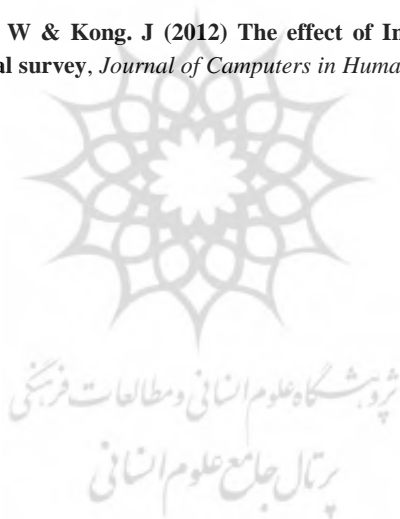 W & Kong. J (2012) The effect of In
al survey, Journal of Camputers in Huma
پژوهشگاه علوم انسانی و مطالعات فرهنگی
پرتال جامع علوم انسانی